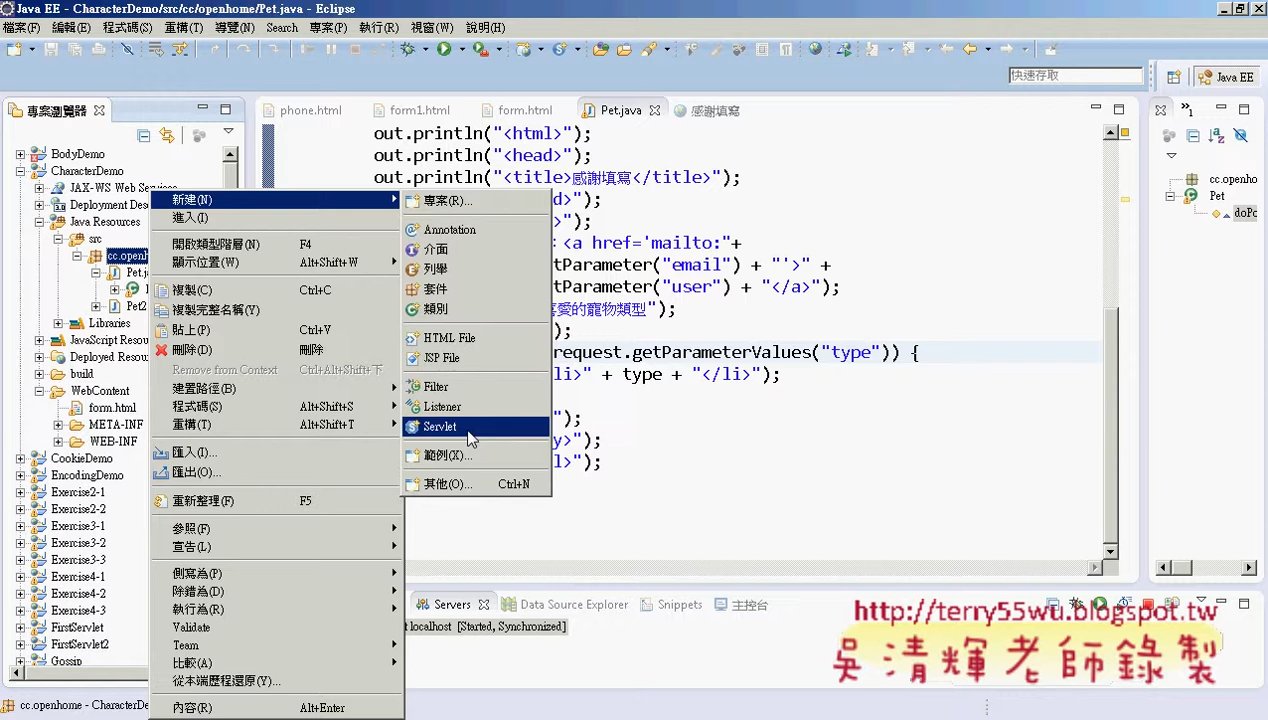 Java EE - CharacterDemo/src/cc/openhome/Pet.java - Eclipse
檔案(F) 編輯(E) 程式碼(S) 重構(T) 導覽(N) Search 專案(P) 執行(R) 視窗(W) 說明(H)
快速存取
Java EE
專案瀏覽器
phone.html form1.html form.html Pet.java 感謝填寫
BodyDemo
CharacterDemo
JAX-WS Web Services
Deployment Des
Java Resources
src
cc.openh
Pet.j
Pet2
Libraries
JavaScript Resou
Deployed Resou
build
WebContent
form.html
META-INF
WEB-INF
CookieDemo
EncodingDemo
Exercise2-1
Exercise2-2
Exercise3-1
Exercise3-2
Exercise3-3
Exercise4-1
Exercise4-2
Exercise4-3
FirstServlet
FirstServlet2
Gossip
cc.openhome - CharacterDe
新建(N)
進入(I)
開啟類型階層(N) F4
顯示位置(W) Alt+Shift+W
複製(C) Ctrl+C
複製完整名稱(Y)
貼上(P) Ctrl+V
刪除(D) 刪除
Remove from Context Ctrl+Alt+Shift+下
建置路徑(B)
程式碼(S) Alt+Shift+S
重構(T) Alt+Shift+T
匯入(I)...
匯出(O)...
重新整理(F) F5
參照(F)
宣告(L)
側寫為(P)
除錯為(D)
執行為(R)
Validate
Team
比較(A)
從本端歷程還原(Y)...
內容(R) Alt+Enter
專案(R)...
Annotation
介面
列舉
套件
類別
HTML File
JSP File
Filter
Listener
Servlet
範例(X)...
其他(O)... Ctrl+N
out.println("<html>");
out.println("<head>");
out.println("<title>感謝填寫</title>");
d>");
>");
: <a href='mailto:"+
tParameter("email") + "'>" +
tParameter("user") + "</a>");
喜愛的寵物類型");
);
request.getParameterValues("type")) {
li>" + type + "</li>");
");
y>");
l>");
cc.openho
Pet
doPo
Servers Data Source Explorer Snippets 主控台
t localhost [Started, Synchronized]
http://terry55wu.blogspot.tw
吳清輝老師錄製